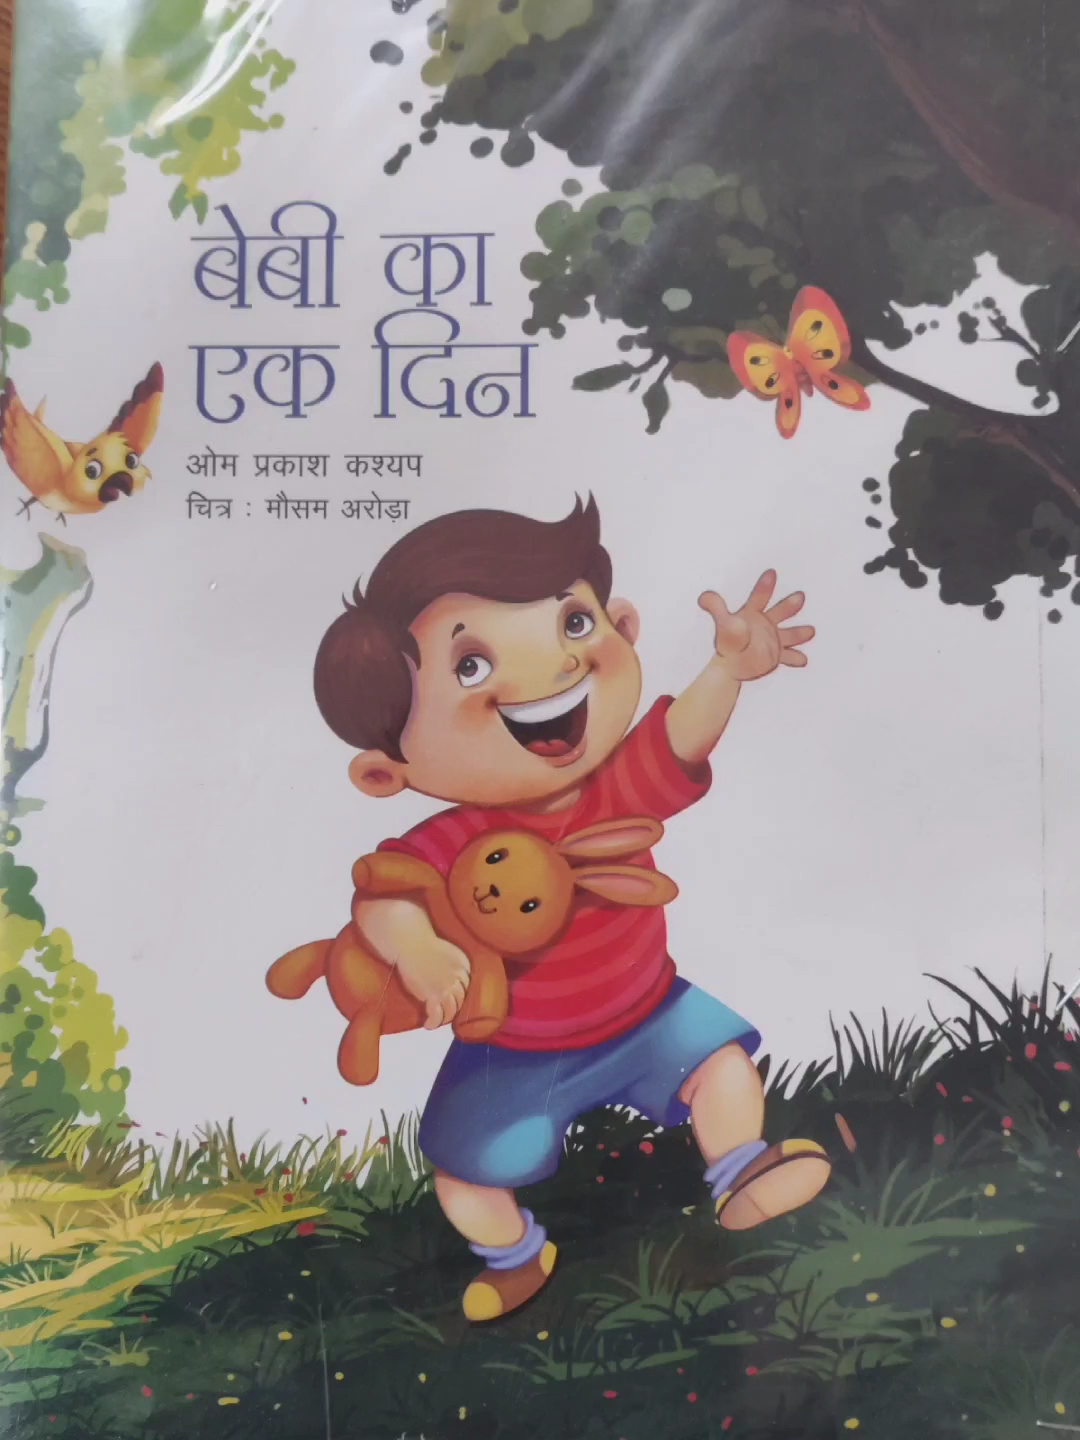 बेबी का
एक दिन
ओम प्रकाश कश्यप
चित्र : मौसम अरोड़ा